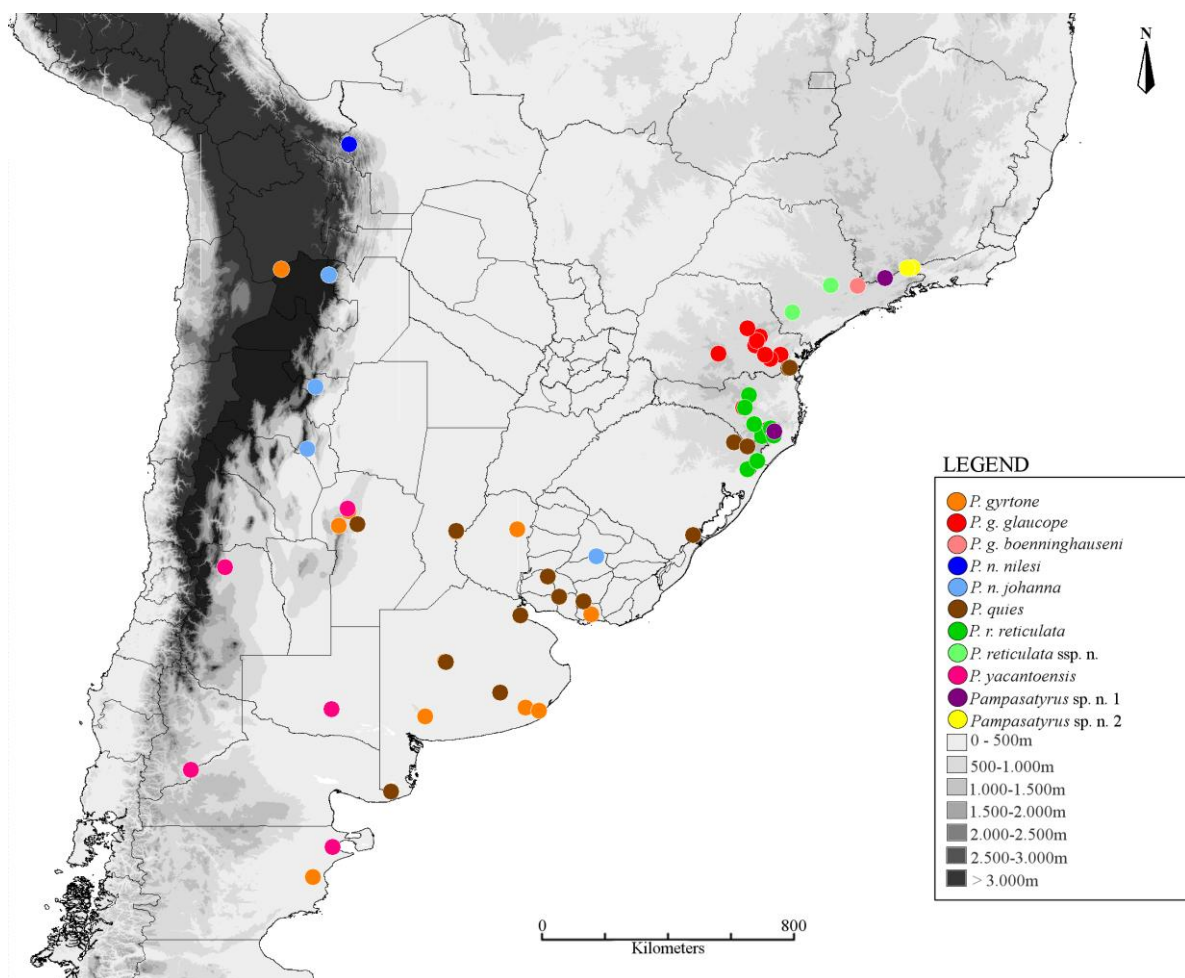 N
LEGEND
P. gyrtone
P. g. glaucope
P. g. boenninghauseni
P. n. nilesi
P. n. johanna
P. quies
P. r. reticulata
P. reticulata ssp. n.
P. yacantoensis
Pampasatyrus sp. n. 1
Pampasatyrus sp. n. 2
0 - 500m
500-1.000m
1.000-1.500m
1.500-2.000m
2.000-2.500m
2.500-3.000m
> 3.000m
0 800
Kilometers